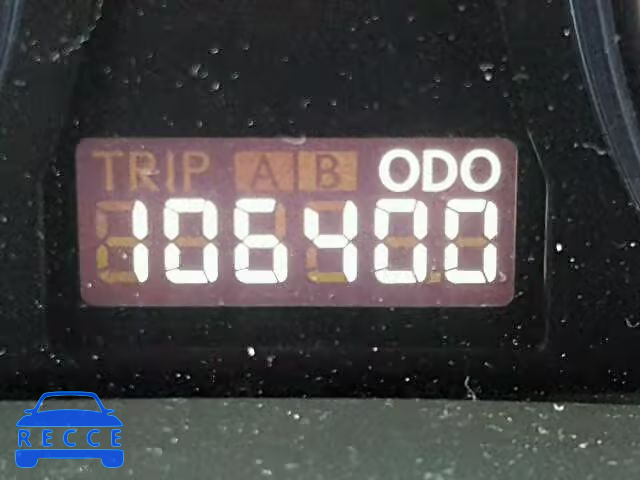 TRIP A B ODO
106400
RECCE